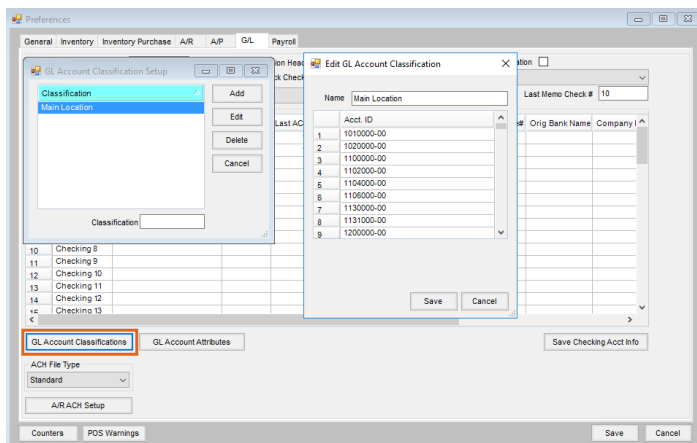 Preferences
General Inventory Inventory Purchase A/R A/P G/L Payroll
GL Account Classification Setup
Classification
Main Location
Add
Edit
Delete
Cancel
Classification
Edit GL Account Classification
Name Main Location
Acct. ID
1 1010000-00
2 1020000-00
3 1100000-00
4 1102000-00
5 1104000-00
6 1106000-00
7 1130000-00
8 1131000-00
9 1200000-00
Save Cancel
Last Memo Check # 10
Last AC
Orig Bank Name Company
10 Checking 8
11 Checking 9
12 Checking 10
13 Checking 11
14 Checking 12
15 Checking 13
GL Account Classifications GL Account Attributes Save Checking Acct Info
ACH File Type
Standard
A/R ACH Setup
Counters POS Warnings Save Cancel